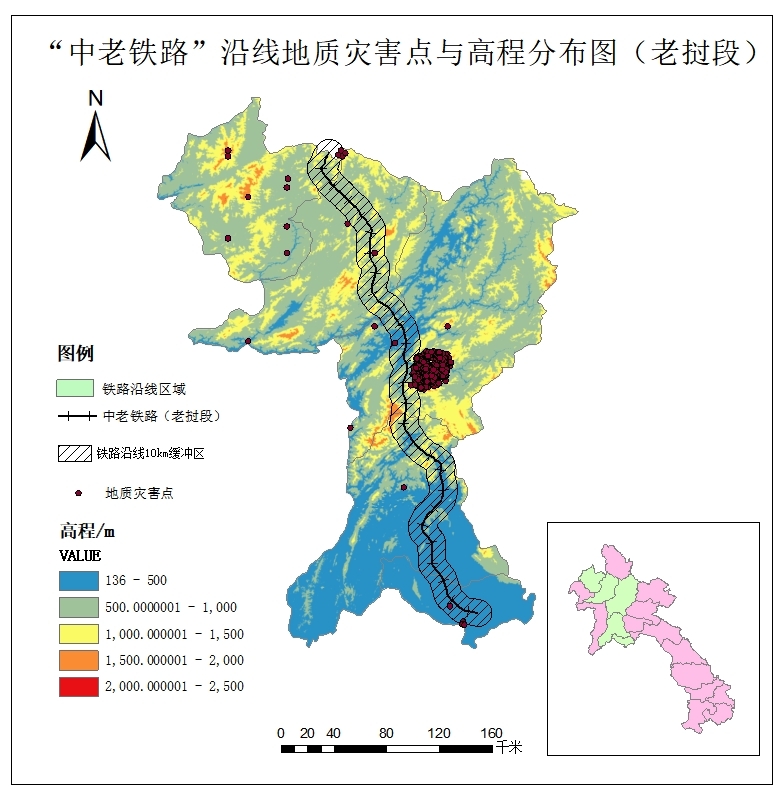 “中老铁路”沿线地质灾害点与高程分布图（老挝段）
N
图例
铁路沿线区域
中老铁路（老挝段）
铁路沿线10km缓冲区
地质灾害点
高程/m
VALUE
136 - 500
500.0000001 - 1,000
1,000.000001 - 1,500
1,500.000001 - 2,000
2,000.000001 - 2,500
0 20 40 80 120 160
千米